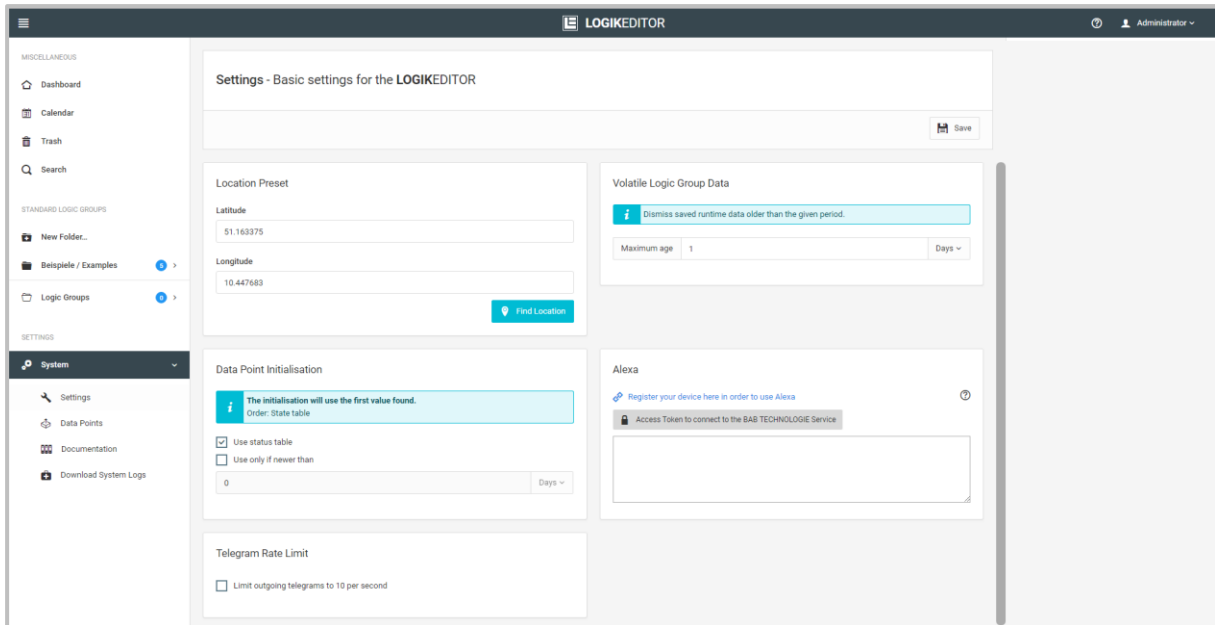 LOGIKEDITOR
Administrator
MISCELLANEOUS
Dashboard
Calendar
Trash
Search
STANDARD LOGIC GROUPS
New Folder...
Beispiele / Examples 5
Logic Groups 0
SETTINGS
System
Settings
Data Points
Documentation
Download System Logs
Settings - Basic settings for the LOGIKEDITOR
Save
Location Preset
Latitude
51.163375
Longitude
10.447683
Find Location
Volatile Logic Group Data
Dismiss saved runtime data older than the given period.
Maximum age 1 Days
Data Point Initialisation
The initialisation will use the first value found.
Order: State table
Use status table
Use only if newer than
0 Days
Alexa
Register your device here in order to use Alexa
Access Token to connect to the BAB TECHNOLOGIE Service
Telegram Rate Limit
Limit outgoing telegrams to 10 per second